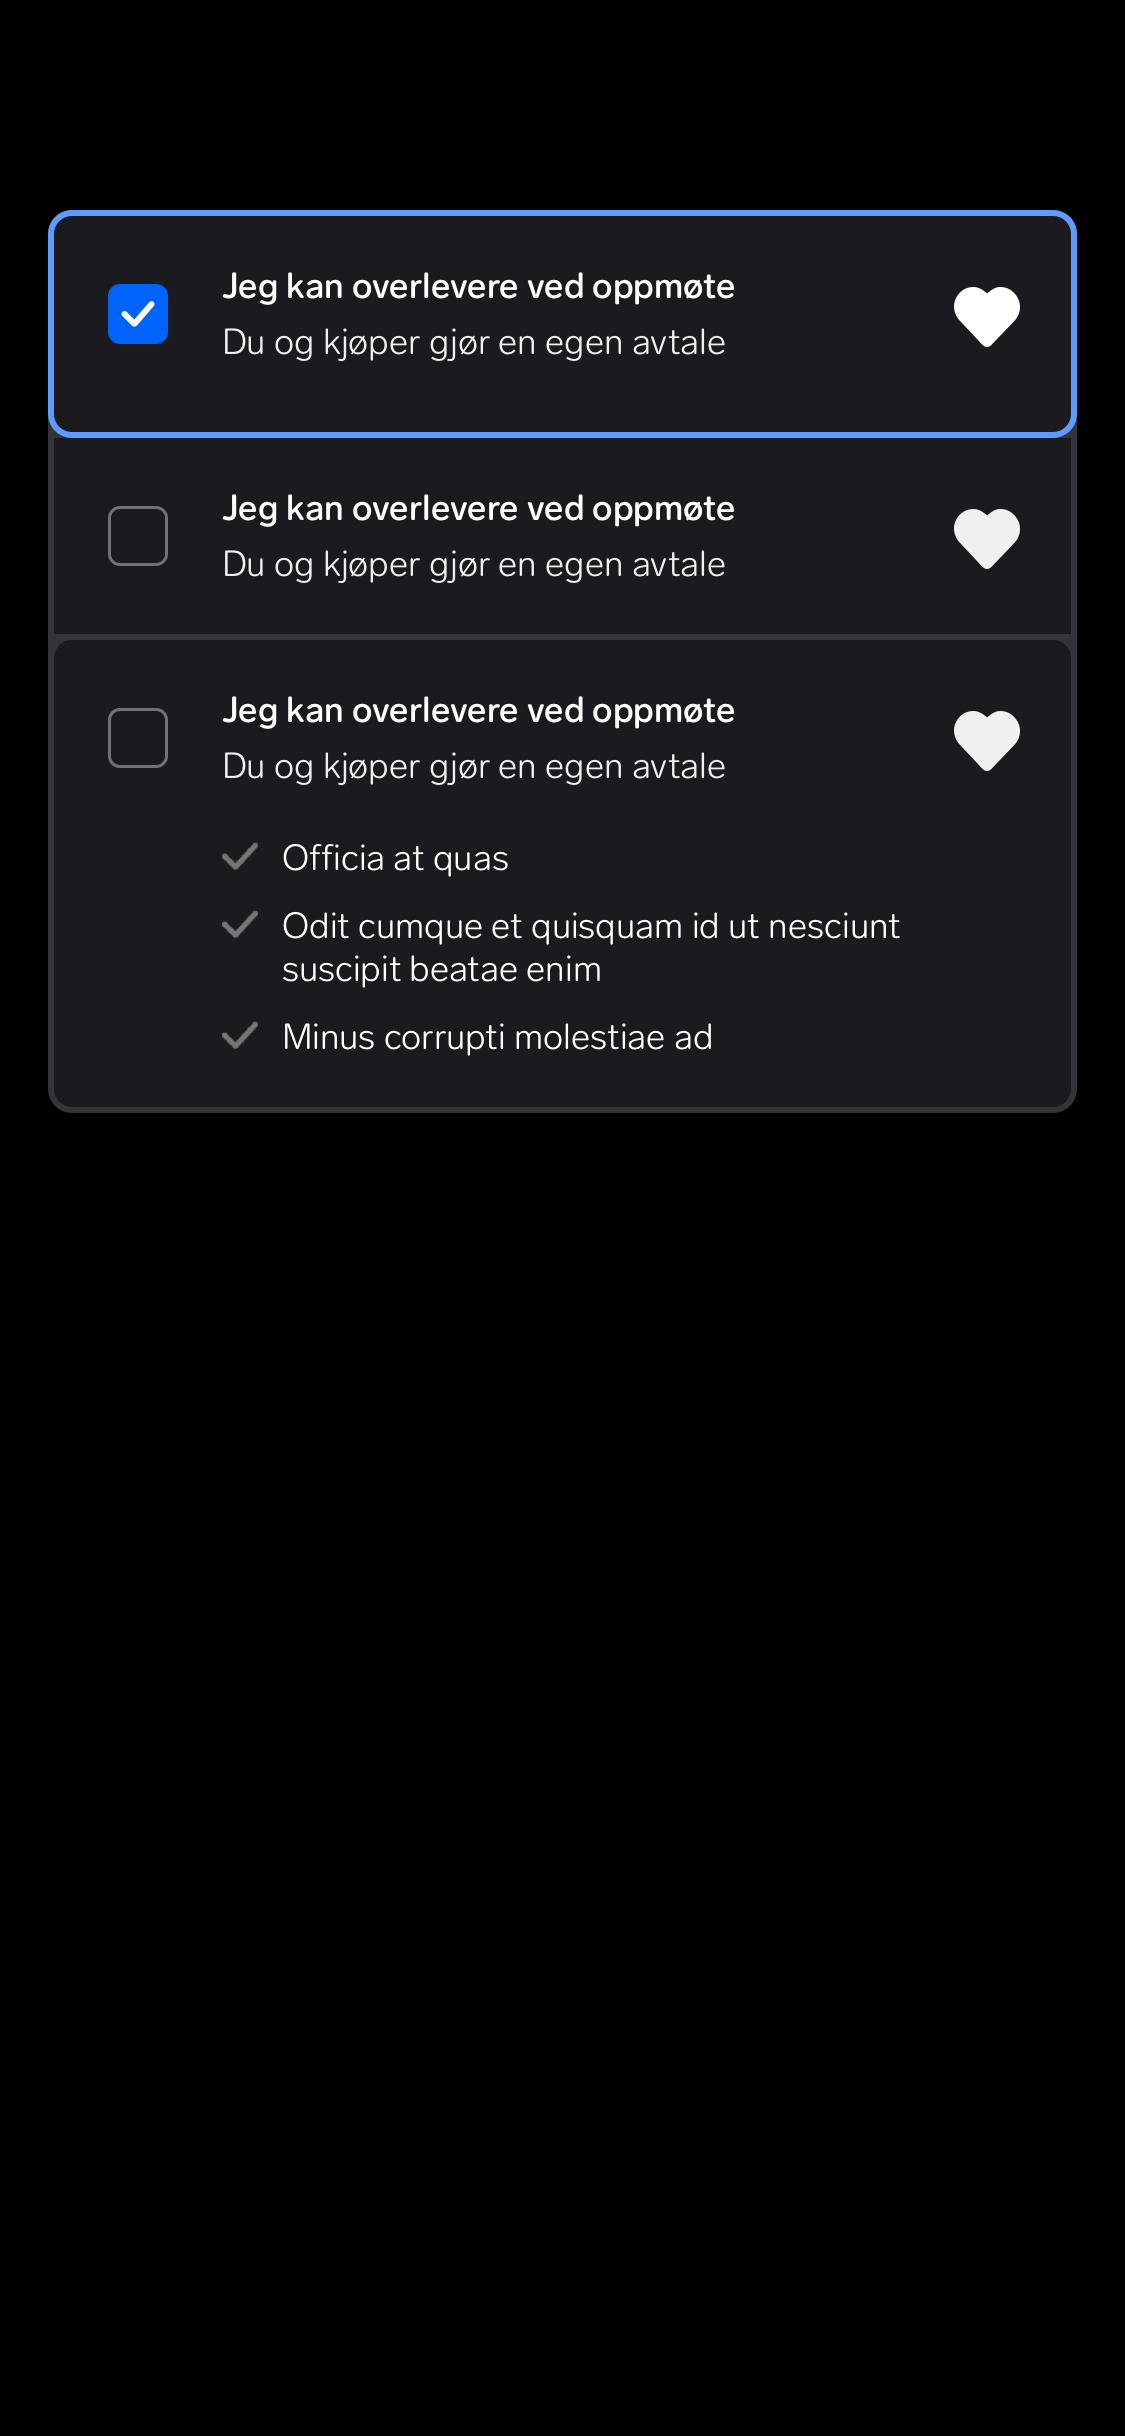 Jeg kan overlevere ved oppmøte
Du og kjøper gjør en egen avtale
Jeg kan overlevere ved oppmøte
Du og kjøper gjør en egen avtale
Jeg kan overlevere ved oppmøte
Du og kjøper gjør en egen avtale
Officia at quas
Odit cumque et quisquam id ut nesciunt
suscipit beatae enim
Minus corrupti molestiae ad